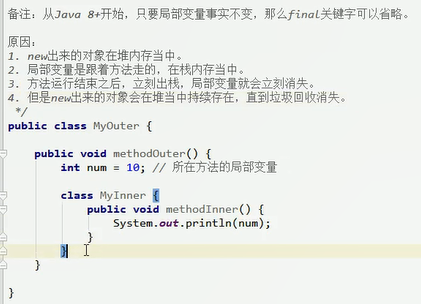 备注：从Java 8+开始，只要局部变量事实不变，那么final关键字可以省略。
原因：
1. new出来的对象在堆内存当中。
2. 局部变量是跟着方法走的，在栈内存当中。
3. 方法运行结束之后，立刻出栈，局部变量就会立刻消失。
4. 但是new出来的对象会在堆当中持续存在，直到垃圾回收消失。
*/
public class MyOuter {
public void methodOuter() {
int num = 10; // 所在方法的局部变量
class MyInner {
public void methodInner() {
System.out.println(num);
}
}
}
}